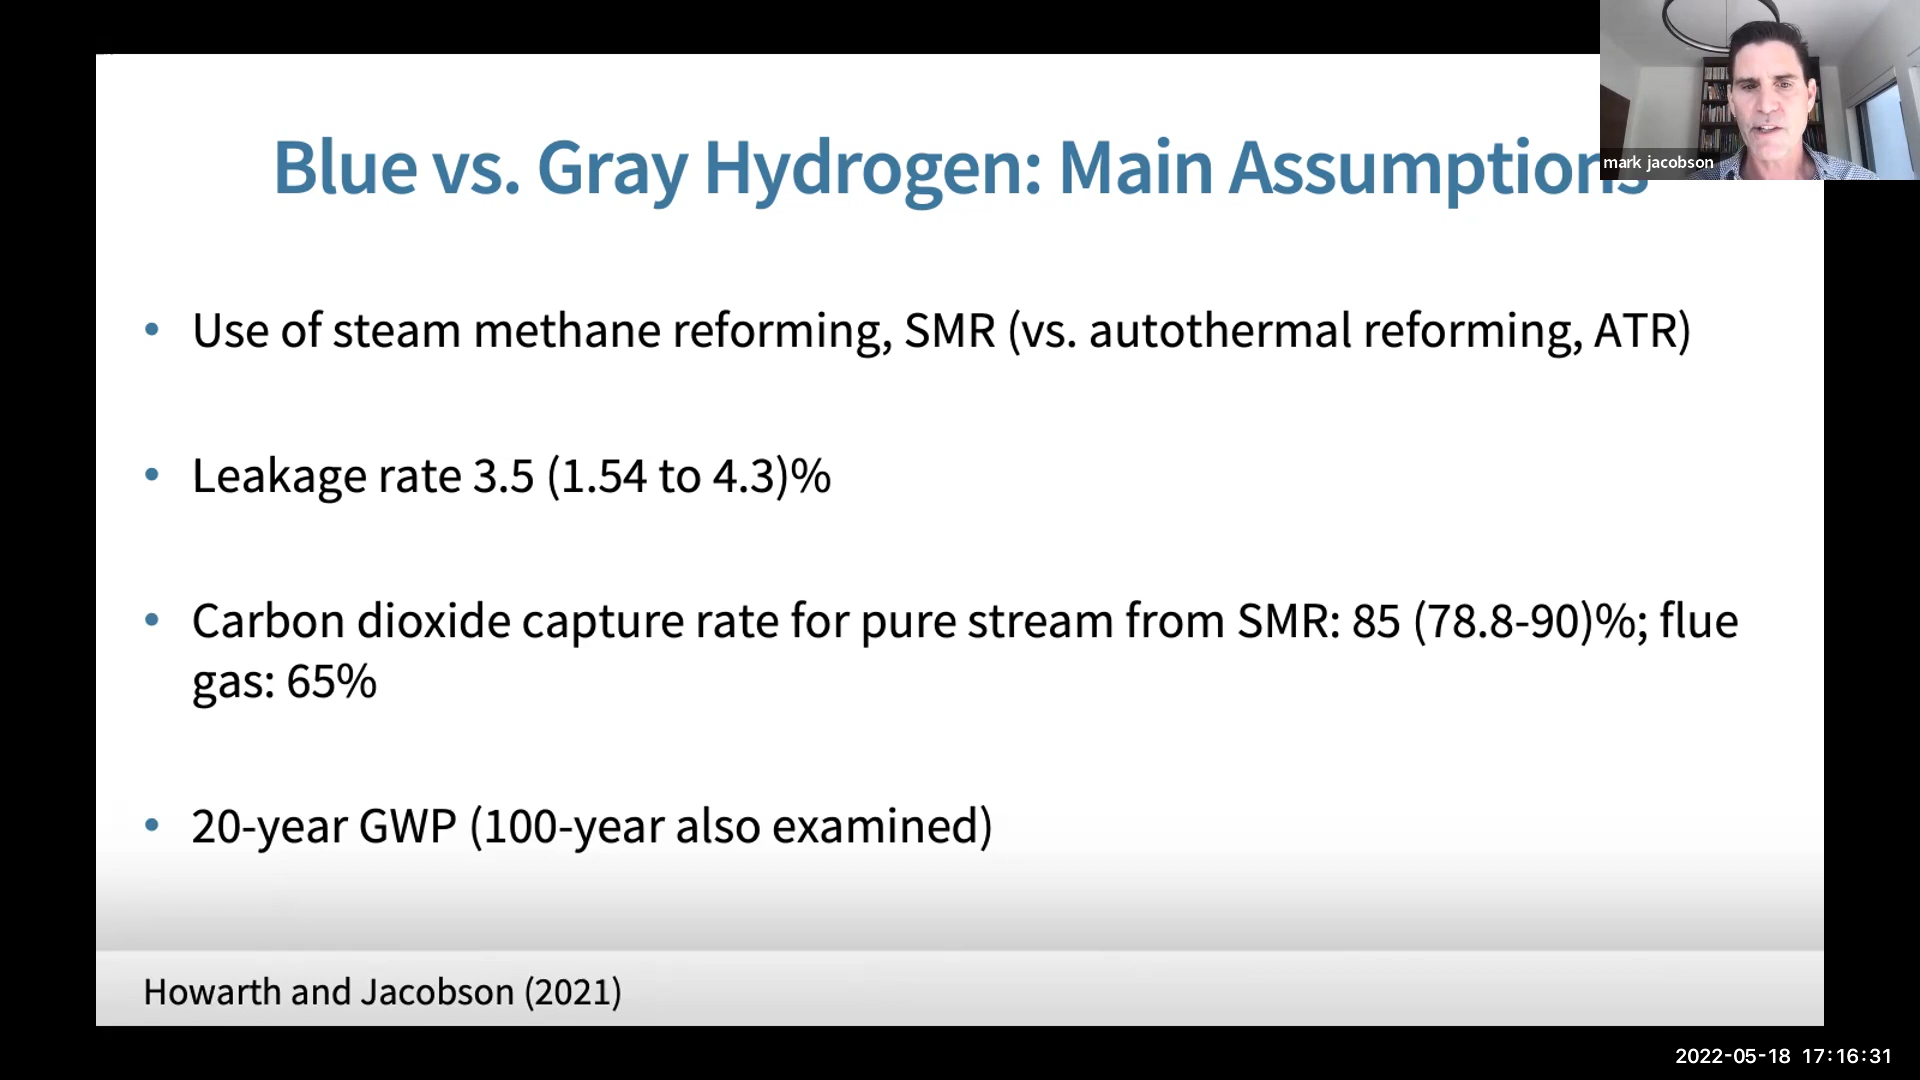 Blue vs. Gray Hydrogen: Main Assumptions
mark jacobson
• Use of steam methane reforming, SMR (vs. autothermal reforming, ATR)
• Leakage rate 3.5 (1.54 to 4.3)%
• Carbon dioxide capture rate for pure stream from SMR: 85 (78.8-90)%; flue
gas: 65%
• 20-year GWP (100-year also examined)
Howarth and Jacobson (2021)
2022-05-18 17:16:31